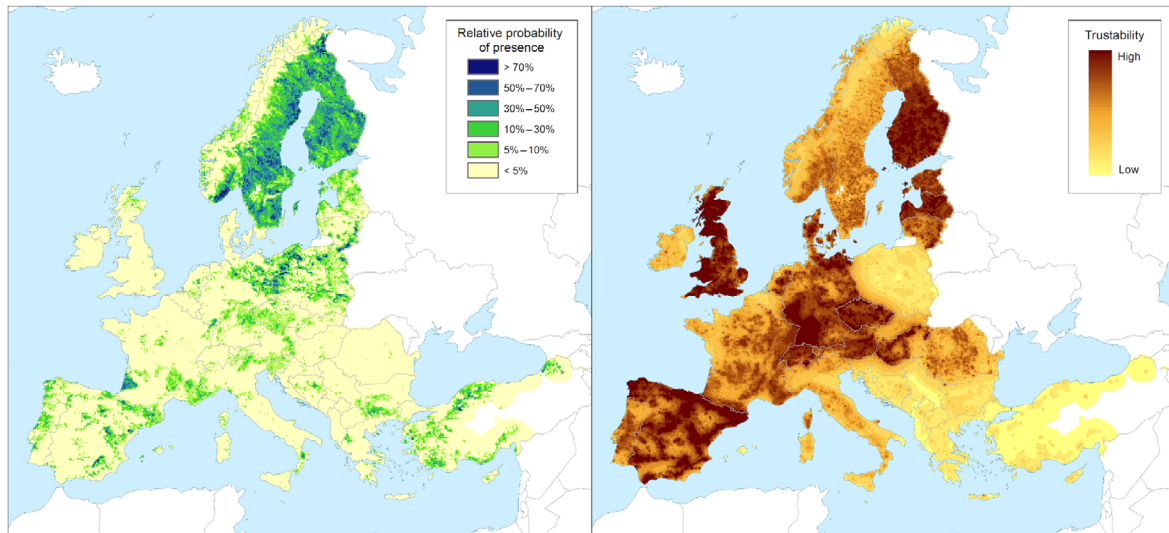 Relative probability
of presence
> 70%
50%–70%
30%–50%
10%–30%
5%–10%
< 5%
Trustability
High
Low